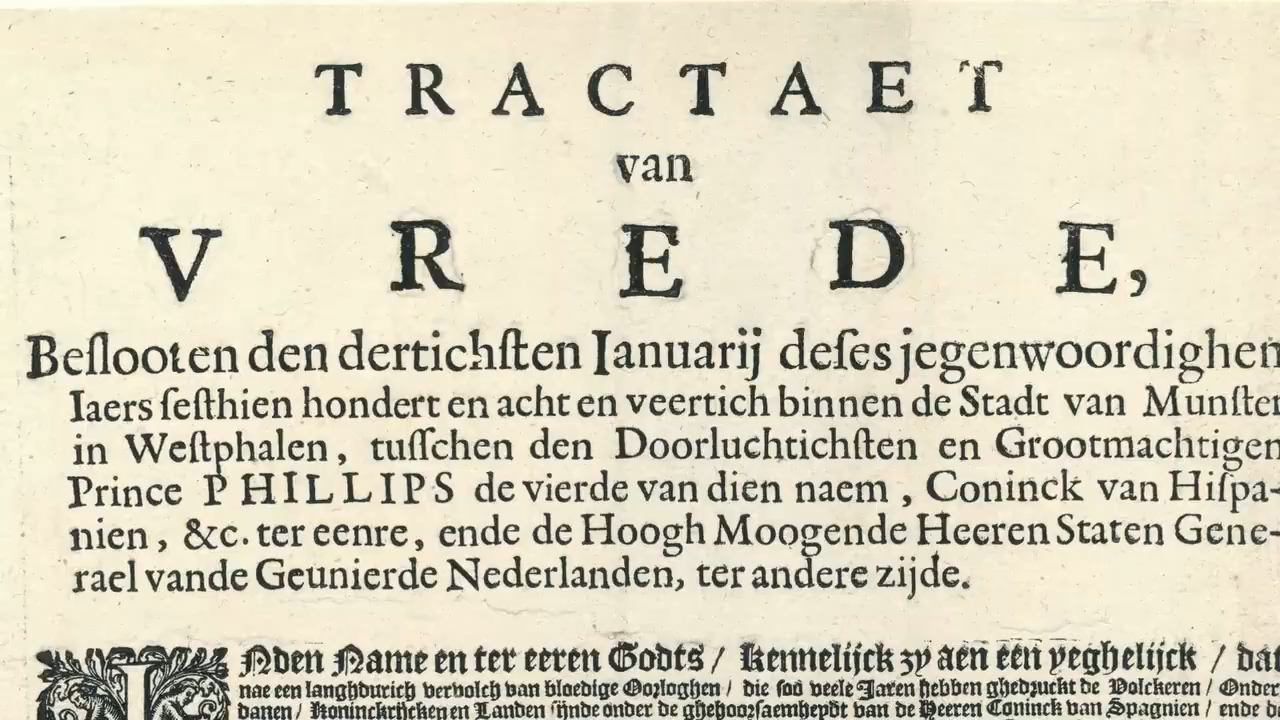 TRACTAET
van
VREDE,
Beslooten den dertichsten Ianuarij deses jegenwoordighen
Iaers sesthien hondert en acht en veertich binnen de Stadt van Munster
in Westphalen, tusschen den Doorluchtichsten en Grootmachtigen
Prince PHILLIPS de vierde van dien naem, Coninck van Hispa-
nien, &c. ter eenre, ende de Hoogh Moogende Heeren Staten Gene-
rael vande Geunierde Nederlanden, ter andere zijde.
INden Name en ter eeren Godts / Kennelijck zy aen een yeghelijck / dat
nae een langhdurich vervolch van bloedige Oorloghen / die soo veele Jaren hebben ghedruckt de Volckeren / Onder
danen / Koninckrijcken en Landen sijnde onder de ghehoorsaemheydt van de Heeren Coninck van Spagnien / ende d